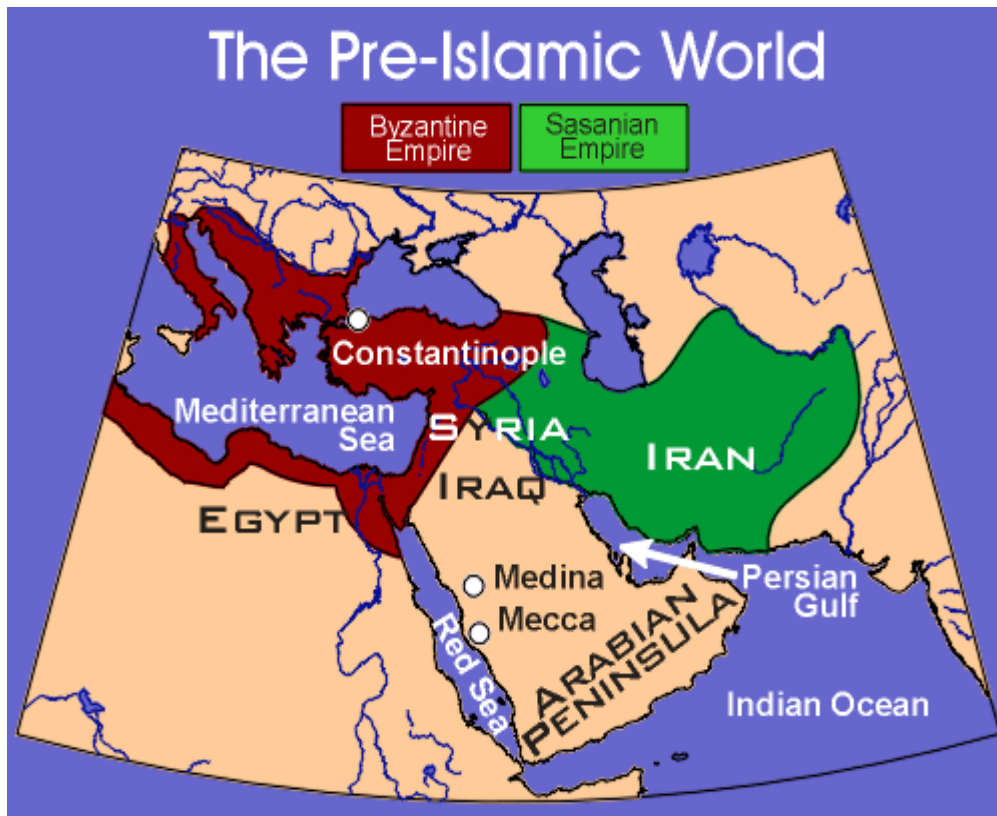 The Pre-Islamic World
Byzantine
Empire
Sasanian
Empire
Constantinople
Mediterranean
Sea
SYRIA
IRAN
IRAQ
EGYPT
Medina
Mecca
Red Sea
ARABIAN
PENINSULA
Persian
Gulf
Indian Ocean